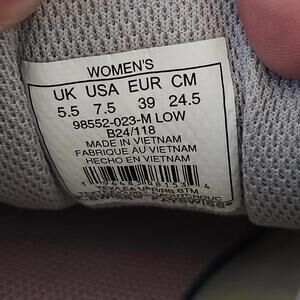 WOMEN'S
UK USA EUR CM
5.5 7.5 39 24.5
98552-023-M LOW
B24/118
MADE IN VIETNAM
FABRIQUE AU VIETNAM
HECHO EN VIETNAM